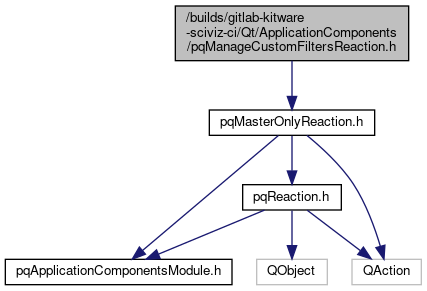 /builds/gitlab-kitware
-sciviz-ci/Qt/ApplicationComponents
/pqManageCustomFiltersReaction.h
pqMasterOnlyReaction.h
pqReaction.h
pqApplicationComponentsModule.h
QObject
QAction